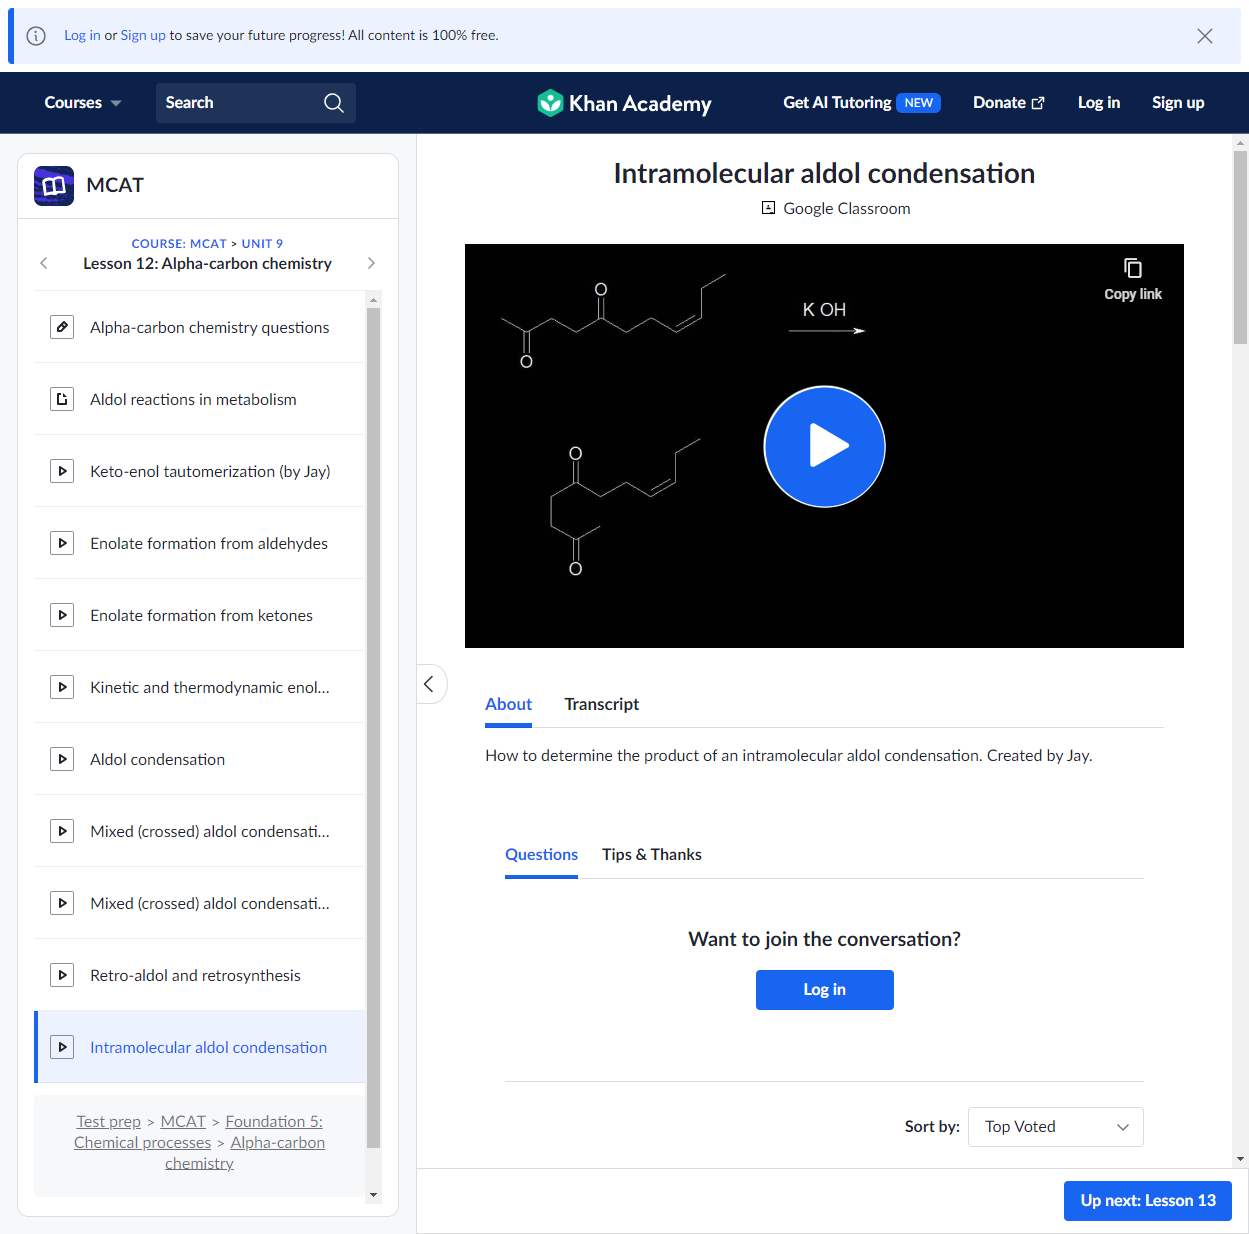 Log in or Sign up to save your future progress! All content is 100% free.
Courses
Search
Khan Academy
Get AI Tutoring NEW
Donate
Log in
Sign up
MCAT
COURSE: MCAT > UNIT 9
Lesson 12: Alpha-carbon chemistry
Alpha-carbon chemistry questions
Aldol reactions in metabolism
Keto-enol tautomerization (by Jay)
Enolate formation from aldehydes
Enolate formation from ketones
Kinetic and thermodynamic enol...
Aldol condensation
Mixed (crossed) aldol condensati...
Mixed (crossed) aldol condensati...
Retro-aldol and retrosynthesis
Intramolecular aldol condensation
Test prep > MCAT > Foundation 5:
Chemical processes > Alpha-carbon
chemistry
Intramolecular aldol condensation
Google Classroom
Copy link
O
K OH
O
O
O
About
Transcript
How to determine the product of an intramolecular aldol condensation. Created by Jay.
Questions
Tips & Thanks
Want to join the conversation?
Log in
Sort by:
Top Voted
Up next: Lesson 13